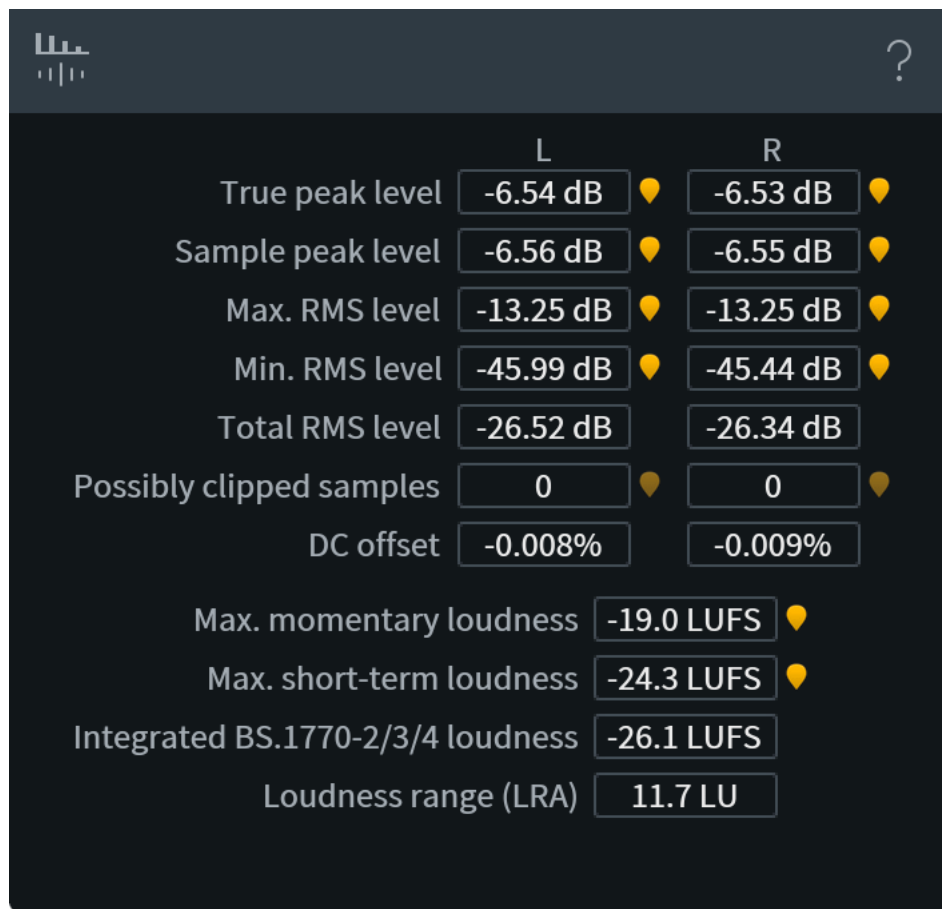 ?
L R
True peak level -6.54 dB -6.53 dB
Sample peak level -6.56 dB -6.55 dB
Max. RMS level -13.25 dB -13.25 dB
Min. RMS level -45.99 dB -45.44 dB
Total RMS level -26.52 dB -26.34 dB
Possibly clipped samples 0 0
DC offset -0.008% -0.009%
Max. momentary loudness -19.0 LUFS
Max. short-term loudness -24.3 LUFS
Integrated BS.1770-2/3/4 loudness -26.1 LUFS
Loudness range (LRA) 11.7 LU